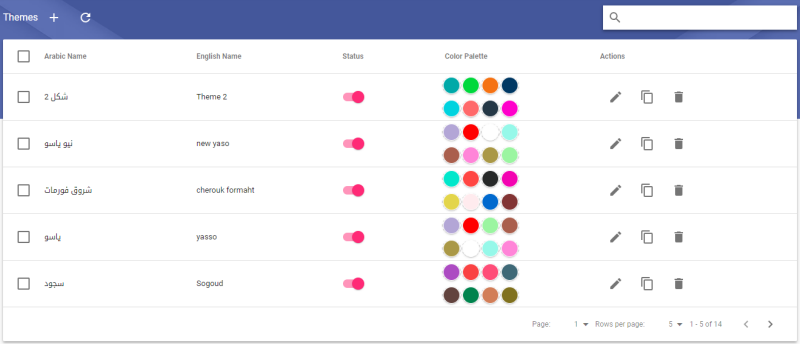 Themes
Arabic Name English Name Status Color Palette Actions
شكل 2 Theme 2
نيو ياسو new yaso
شروق فورمات cherouk formaht
ياسو yasso
سجود Sogoud
Page: 1 Rows per page: 5 1 - 5 of 14